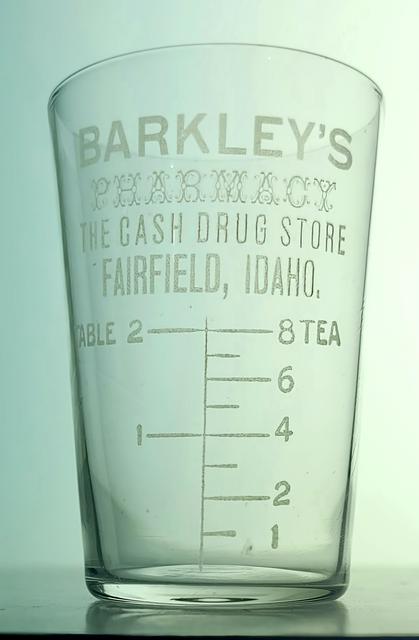 BARKLEY'S
PHARMACY
THE CASH DRUG STORE
FAIRFIELD, IDAHO.
TABLE 2 8 TEA
6
1 4
2
1